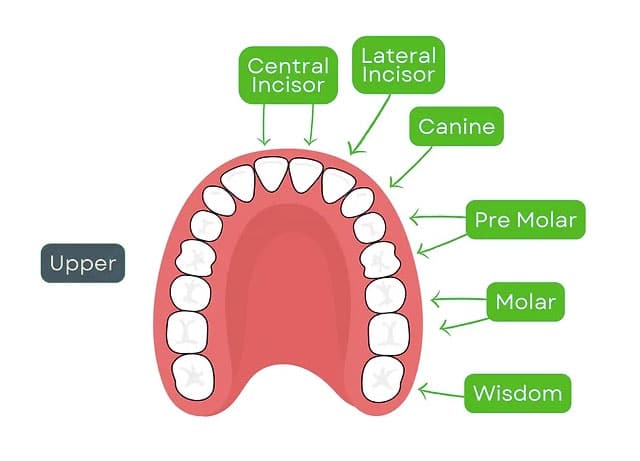 Central
Incisor
Lateral
Incisor
Canine
Pre Molar
Upper
Molar
Wisdom